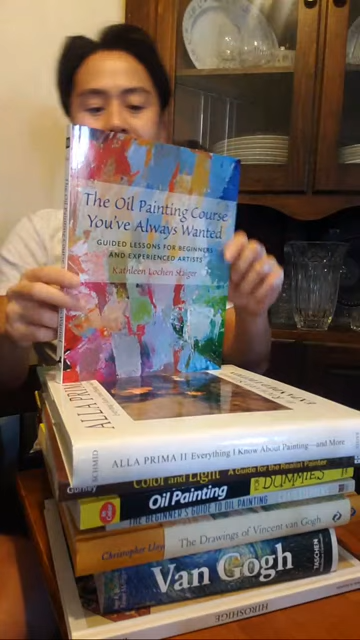 The Oil Painting Course
You've Always Wanted
GUIDED LESSONS FOR BEGINNERS
AND EXPERIENCED ARTISTS
Kathleen Lochen Staiger
ALLA PRIMA
SCHMID
ALLA PRIMA II Everything I Know About Painting—and More
Gurney
Color and Light
A Guide for the Realist Painter
Oil Painting
DUMMIES
THE BEGINNER'S GUIDE TO OIL PAINTING
Christopher Lloyd
The Drawings of Vincent van Gogh
Van Gogh
TASCHEN
HIROSHIGE